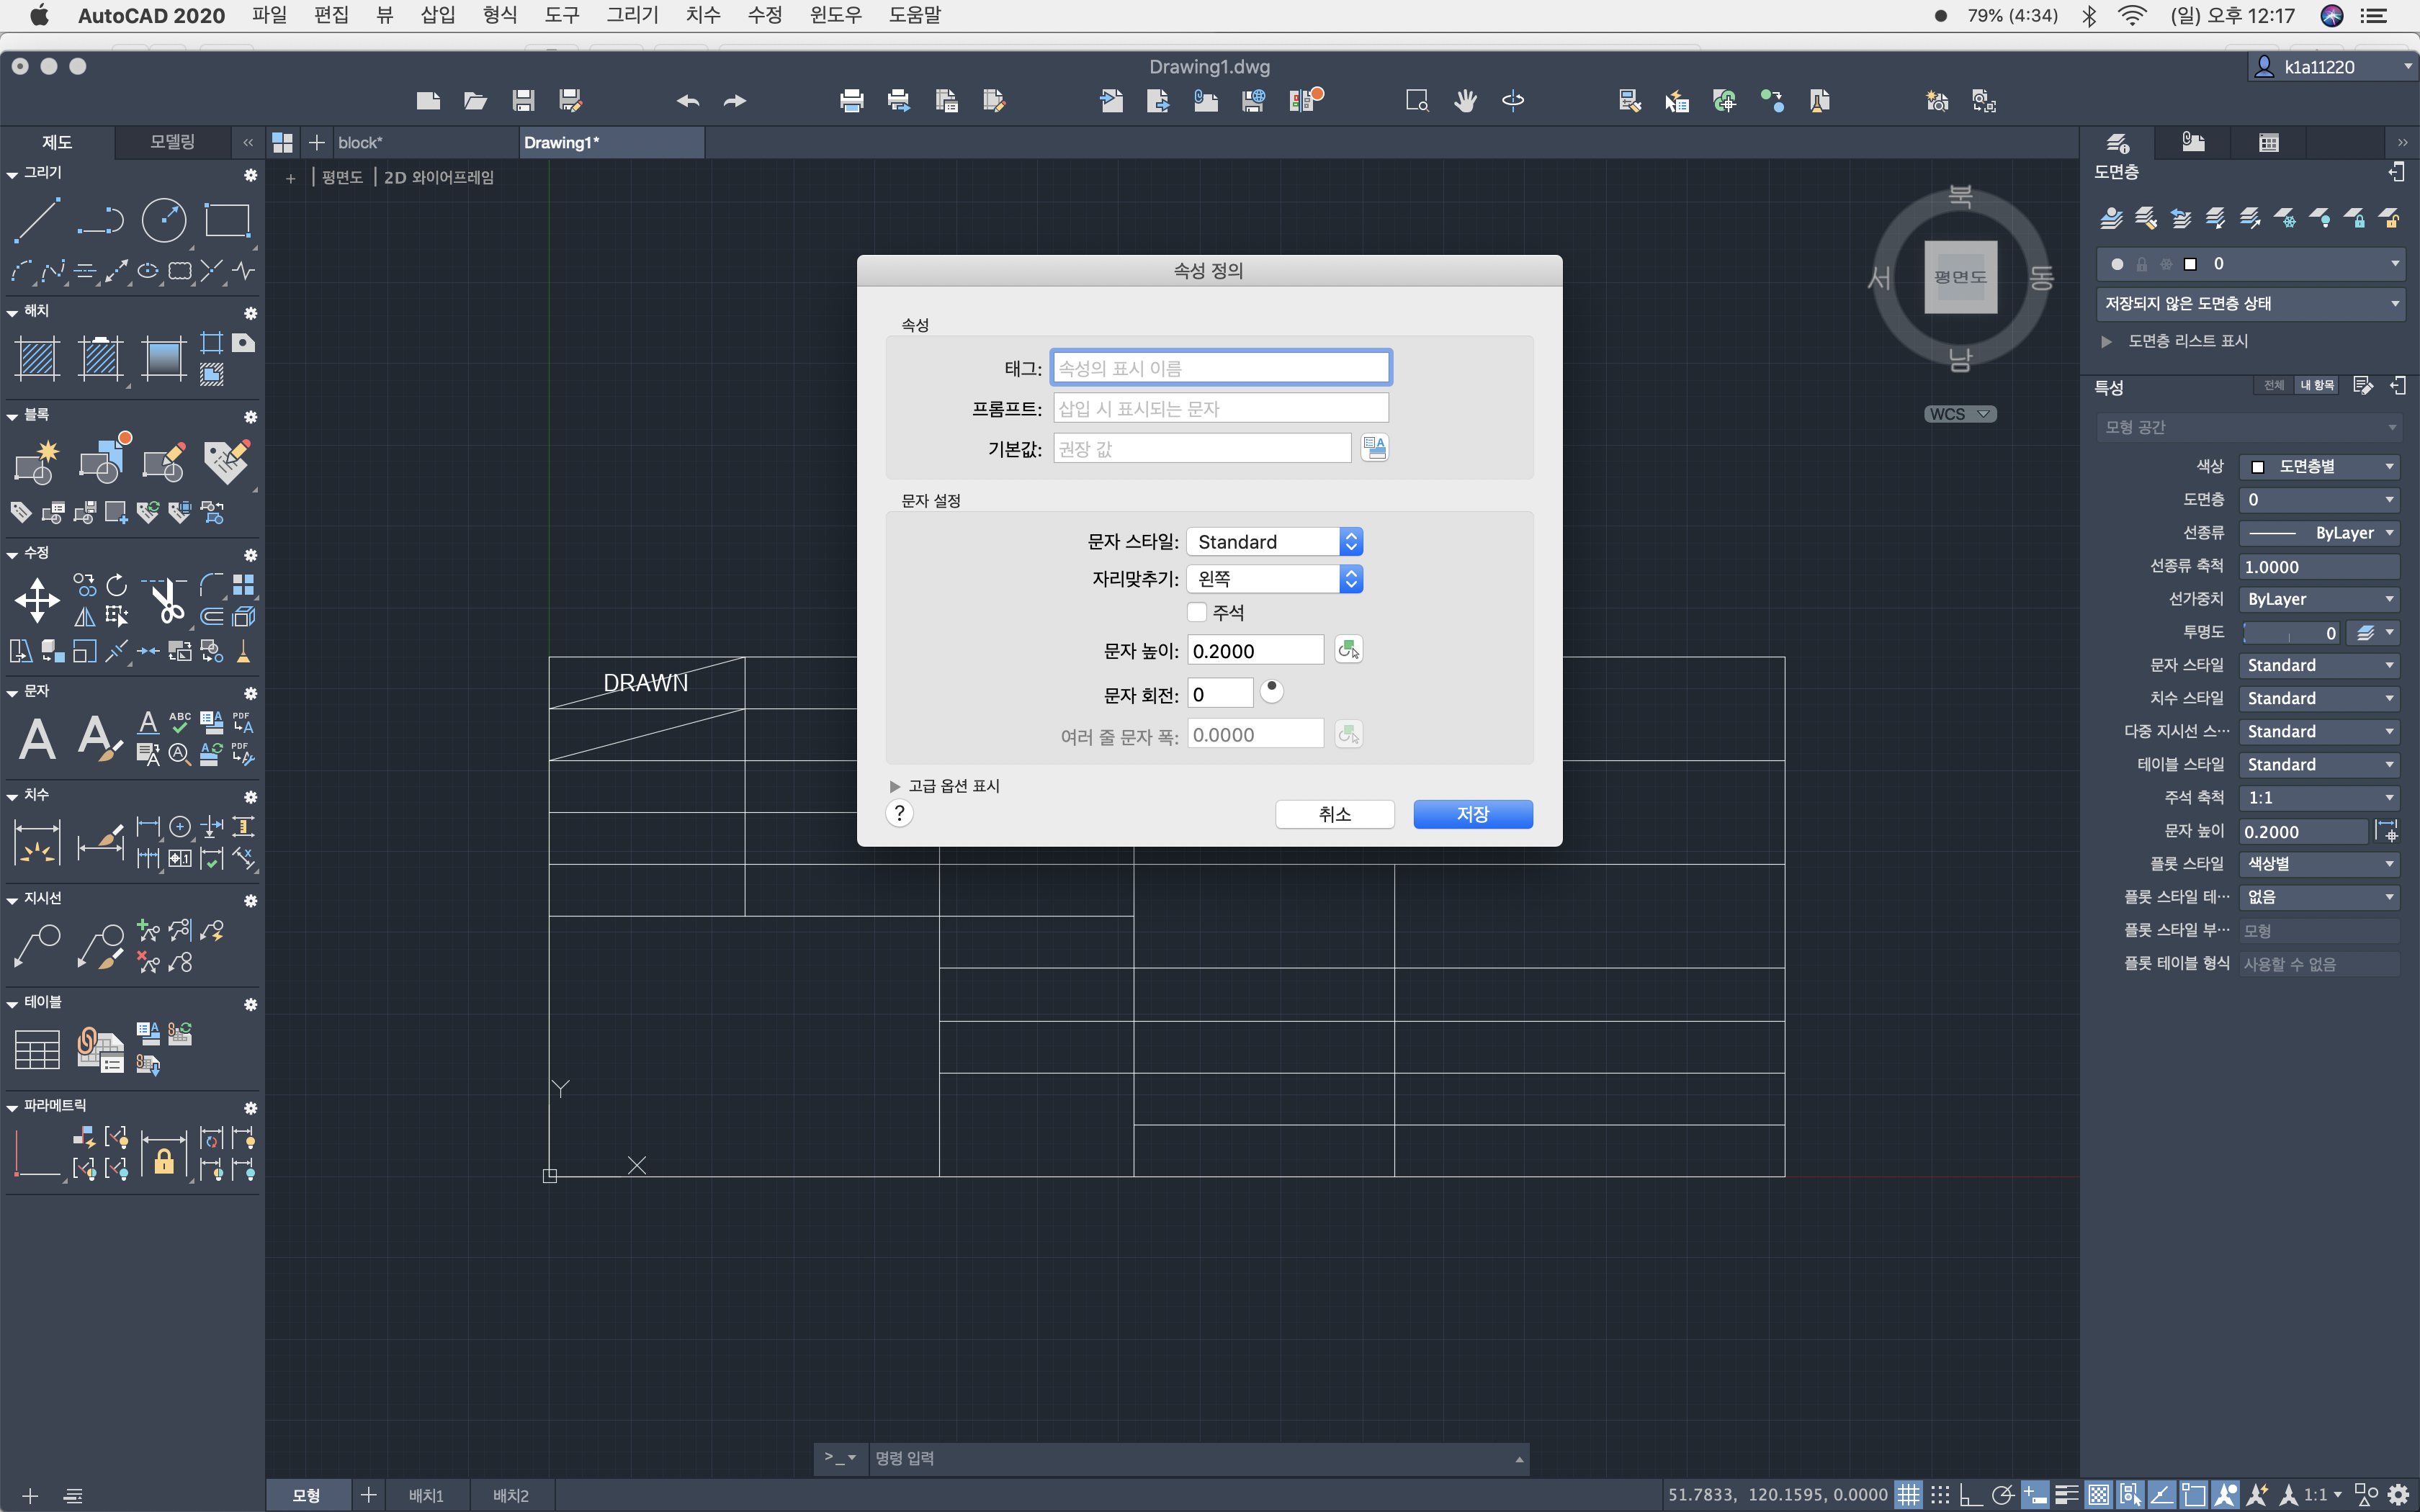 AutoCAD 2020 파일 편집 뷰 삽입 형식 도구 그리기 치수 수정 윈도우 도움말 79% (4:34) (일) 오후 12:17
Drawing1.dwg k1a11220
제도 모델링 block* Drawing1*
+ 평면도 2D 와이어프레임
그리기
해치
블록
수정
문자
A A A ABC A PDF A
A A A PDF
치수
지시선
테이블
파라메트릭
북
서 평면도 동
남
WCS
DRAWN
Y
X
속성 정의
속성
태그: 속성의 표시 이름
프롬프트: 삽입 시 표시되는 문자
기본값: 권장 값
문자 설정
문자 스타일: Standard
자리맞추기: 왼쪽
주석
문자 높이: 0.2000
문자 회전: 0
여러 줄 문자 폭: 0.0000
고급 옵션 표시
? 취소 저장
도면층
0
저장되지 않은 도면층 상태
도면층 리스트 표시
특성 전체 내 항목
모형 공간
색상 도면층별
도면층 0
선종류 ByLayer
선종류 축척 1.0000
선가중치 ByLayer
투명도 0
문자 스타일 Standard
치수 스타일 Standard
다중 지시선 스… Standard
테이블 스타일 Standard
주석 축척 1:1
문자 높이 0.2000
플롯 스타일 색상별
플롯 스타일 테… 없음
플롯 스타일 부… 모형
플롯 테이블 형식 사용할 수 없음
>_ 명령 입력
모형 배치1 배치2 51.7833, 120.1595, 0.0000 1:1